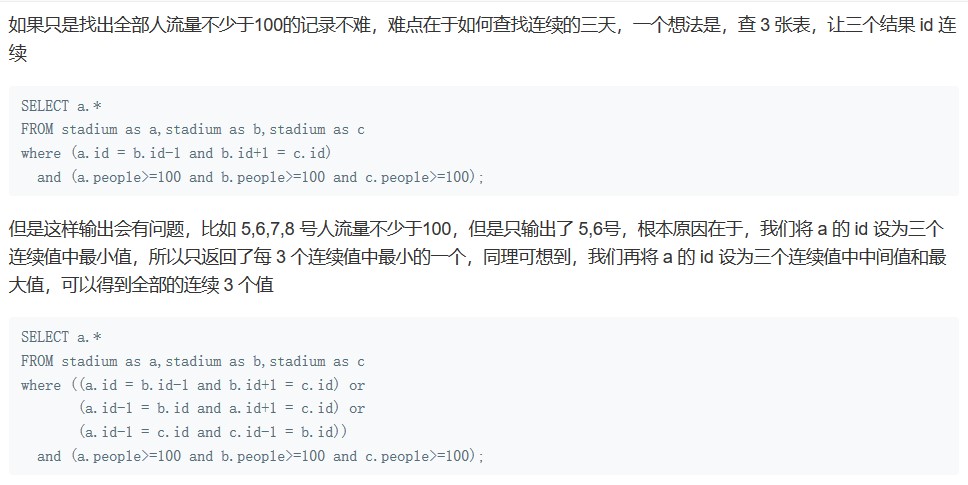 如果只是找出全部人流量不少于100的记录不难，难点在于如何查找连续的三天，一个想法是，查 3 张表，让三个结果 id 连
续
SELECT a.*
FROM stadium as a,stadium as b,stadium as c
where (a.id = b.id-1 and b.id+1 = c.id)
  and (a.people>=100 and b.people>=100 and c.people>=100);
但是这样输出会有问题，比如 5,6,7,8 号人流量不少于100，但是只输出了 5,6号，根本原因在于，我们将 a 的 id 设为三个
连续值中最小值，所以只返回了每 3 个连续值中最小的一个，同理可想到，我们再将 a 的 id 设为三个连续值中中间值和最
大值，可以得到全部的连续 3 个值
SELECT a.*
FROM stadium as a,stadium as b,stadium as c
where ((a.id = b.id-1 and b.id+1 = c.id) or
       (a.id-1 = b.id and a.id+1 = c.id) or
       (a.id-1 = c.id and c.id-1 = b.id))
  and (a.people>=100 and b.people>=100 and c.people>=100);